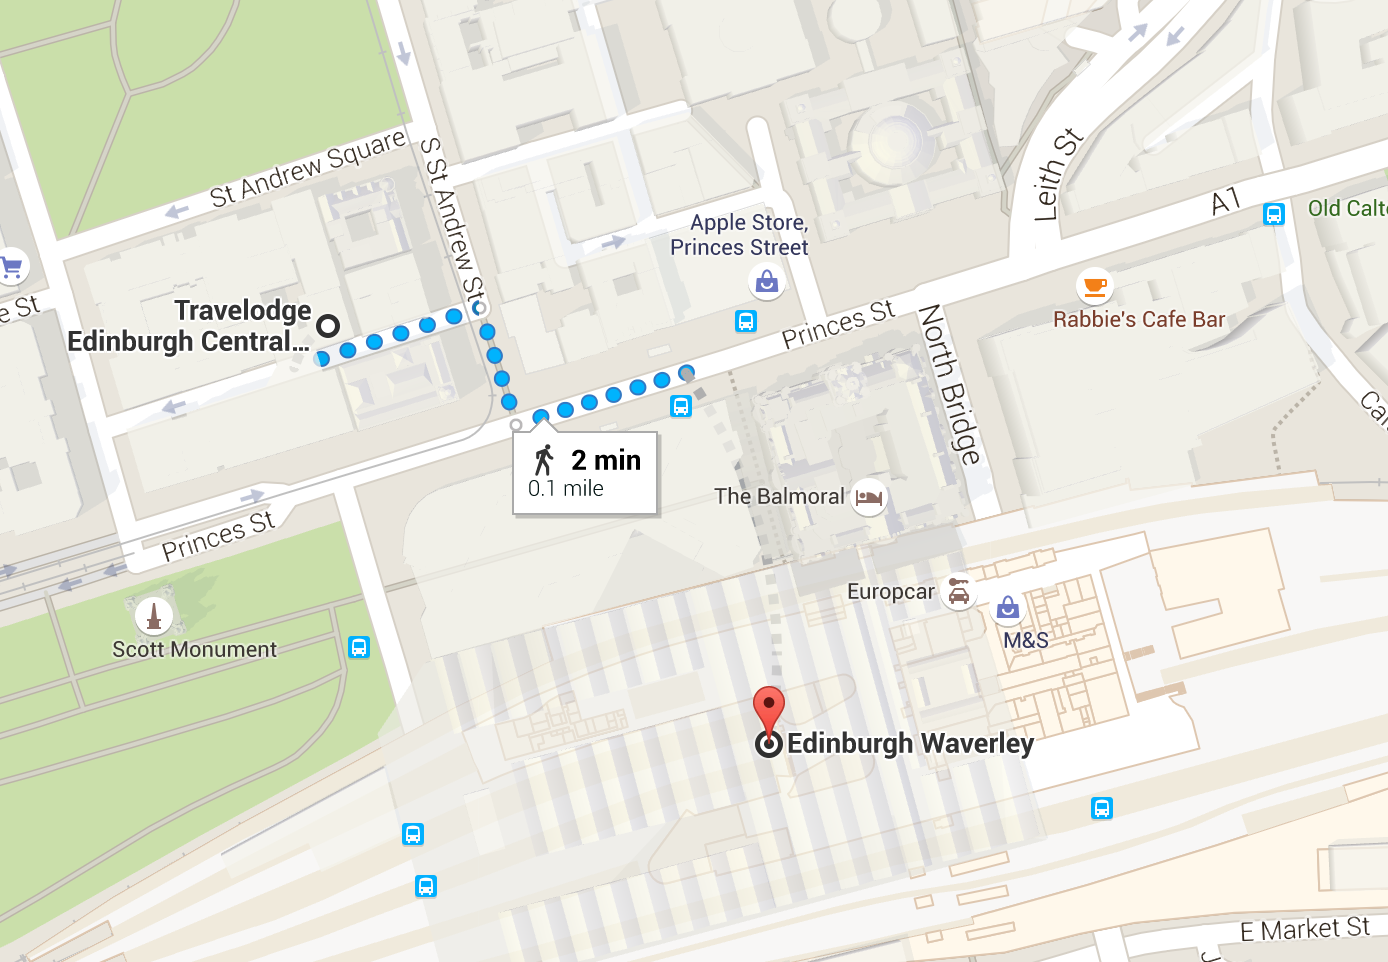 St Andrew Square
S St Andrew St
Leith St
A1
Old Calt
Apple Store,
Princes Street
e St
Travelodge
Edinburgh Central...
Princes St
North Bridge
Rabbie's Cafe Bar
2 min
0.1 mile
The Balmoral
Princes St
Europcar
M&S
Scott Monument
Edinburgh Waverley
E Market St